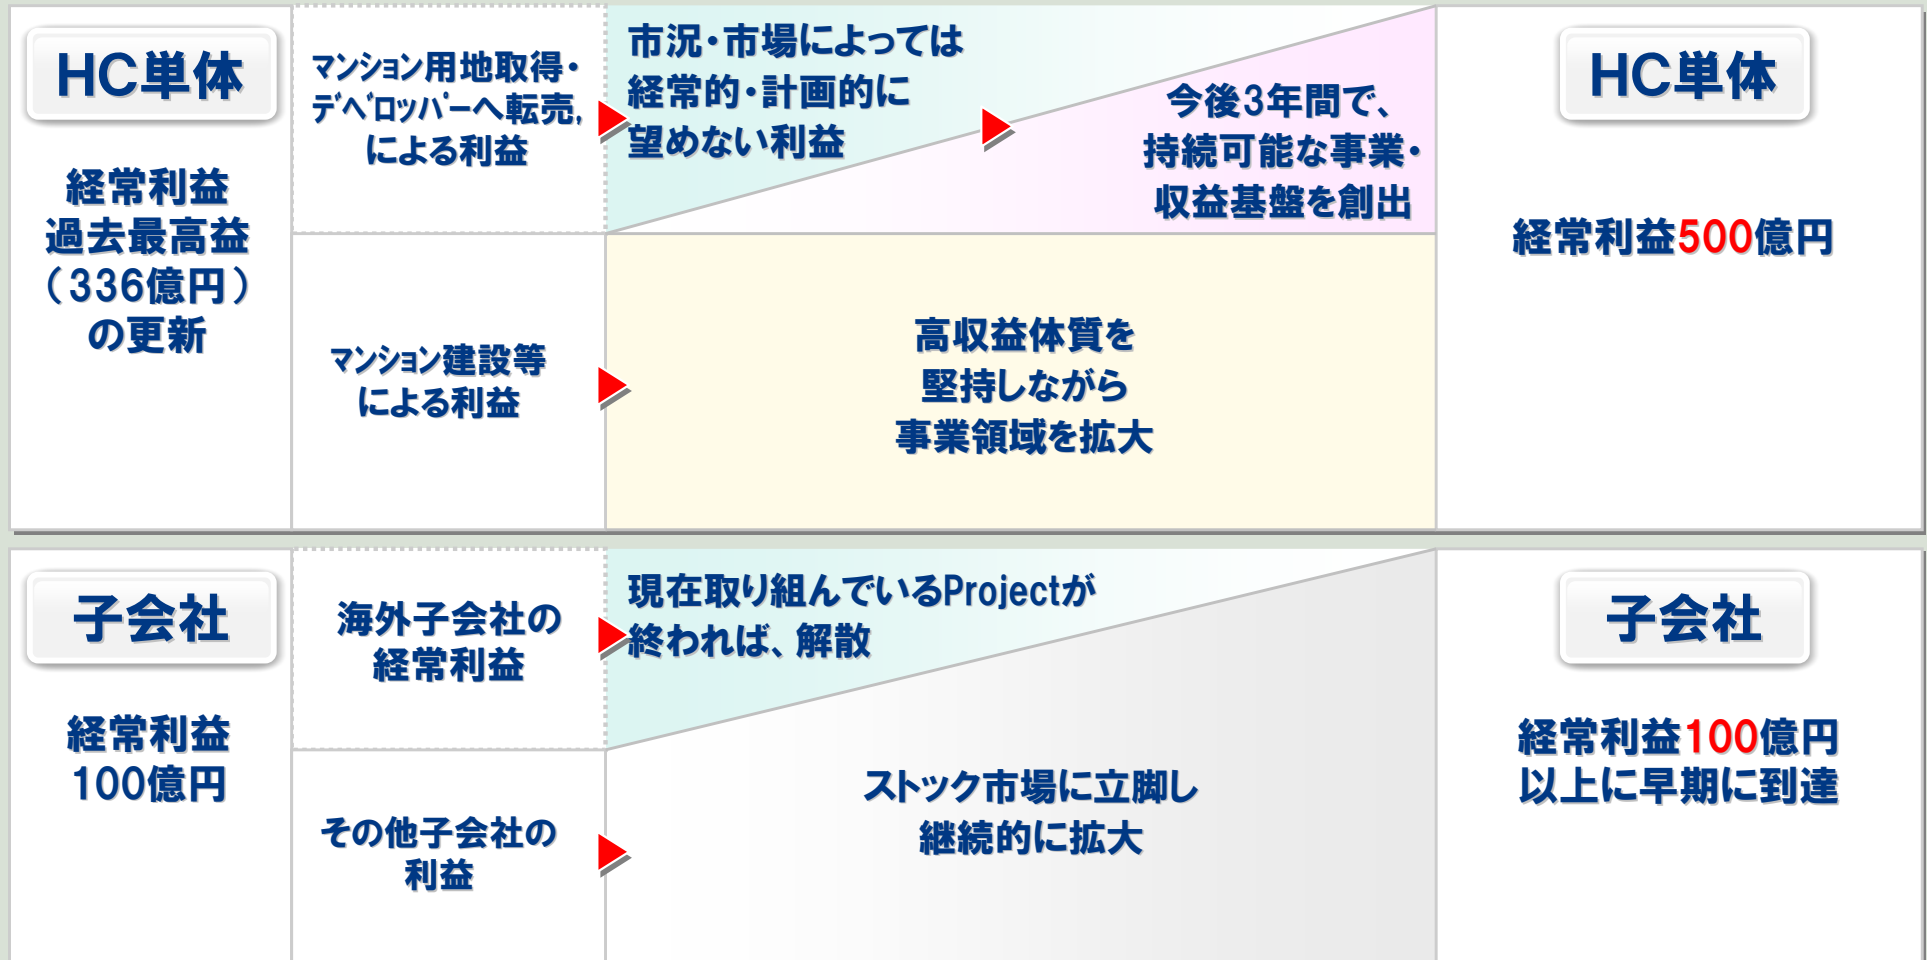 HC単体
経常利益
過去最高益
（336億円）
の更新
マンション用地取得・
デベロッパーへ転売,
による利益
市況・市場によっては
経常的・計画的に
望めない利益
今後3年間で、
持続可能な事業・
収益基盤を創出
マンション建設等
による利益
高収益体質を
堅持しながら
事業領域を拡大
HC単体
経常利益500億円
子会社
経常利益
100億円
海外子会社の
経常利益
現在取り組んでいるProjectが
終われば、解散
その他子会社の
利益
ストック市場に立脚し
継続的に拡大
子会社
経常利益100億円
以上に早期に到達